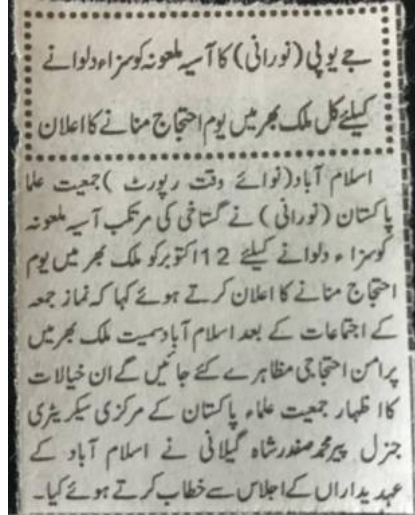 جے یو پی (نورانی) کا آسیہ ملعونہ کو سزاء دلوانے
کیلئے کل ملک بھر میں یوم احتجاج منانے کا اعلان
اسلام آباد (نوائے وقت رپورٹ) جمعیت علما
پاکستان (نورانی) نے گستاخی کی مرتکب آسیہ ملعونہ
کو سزاء دلوانے کیلئے 12 اکتوبر کو ملک بھر میں یوم
احتجاج منانے کا اعلان کرتے ہوئے کہا کہ نماز جمعہ
کے اجتماعات کے بعد اسلام آباد سمیت ملک بھر میں
پرامن احتجاجی مظاہرے کئے جائیں گے ان خیالات
کا اظہار جمعیت علماء پاکستان کے مرکزی سیکریٹری
جنرل پیر محمد صفدر شاہ گیلانی نے اسلام آباد کے
عہدیداراں کے اجلاس سے خطاب کرتے ہوئے کیا۔